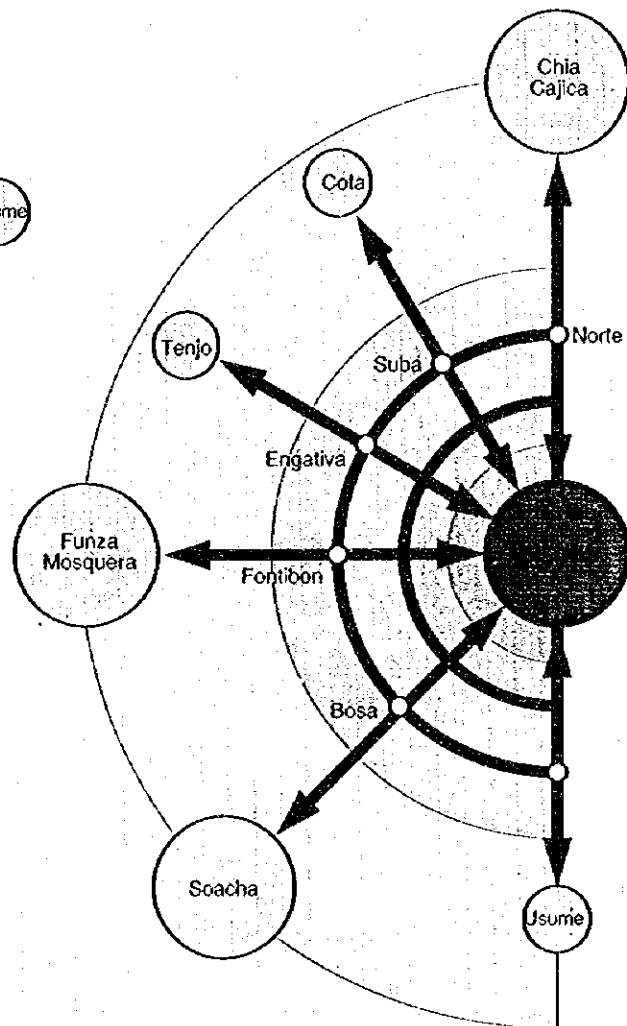 Chia
Cajica
Cota
Tenjo
Norte
Suba
Engativa
Funza
Mosquera
Fontibon
Bosa
Soacha
Usume